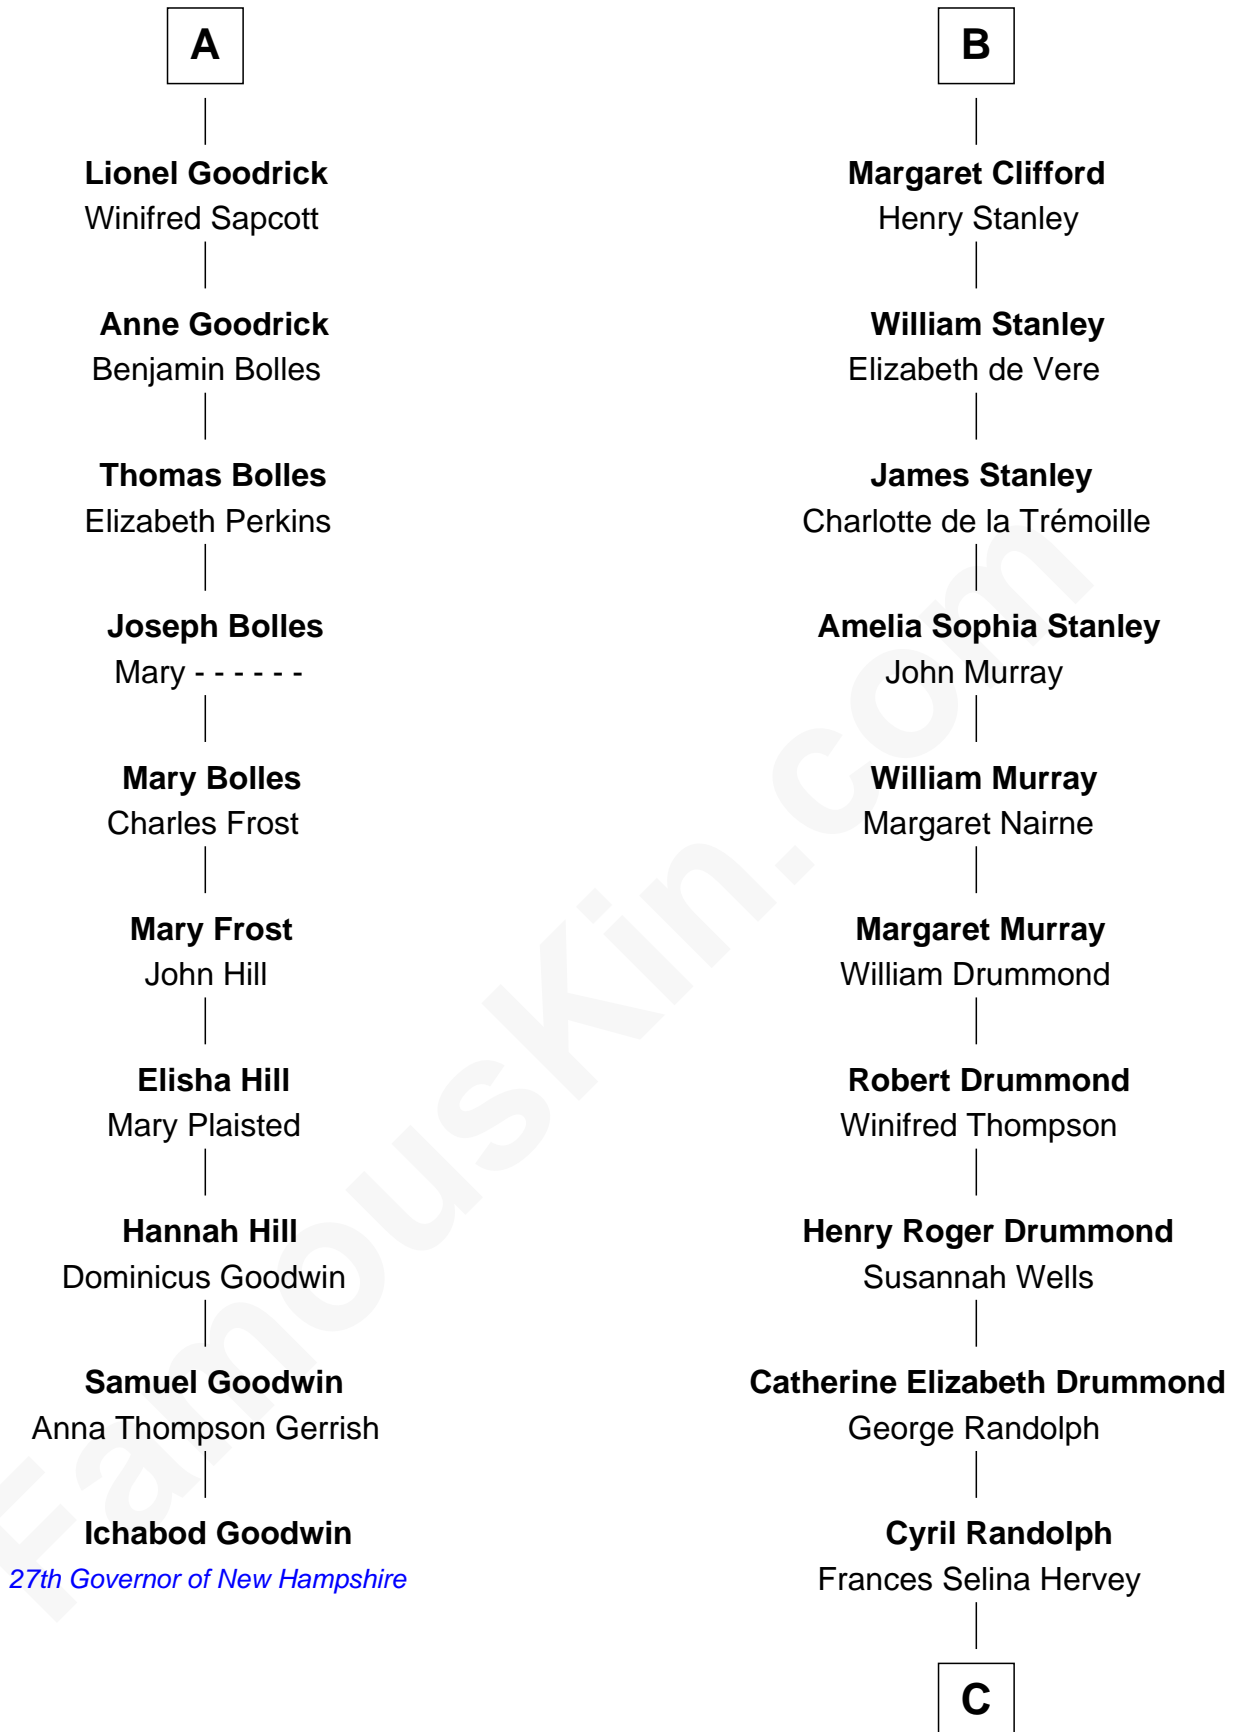 A
Lionel Goodrick
Winifred Sapcott
Anne Goodrick
Benjamin Bolles
Thomas Bolles
Elizabeth Perkins
Joseph Bolles
Mary - - - - - -
Mary Bolles
Charles Frost
Mary Frost
John Hill
Elisha Hill
Mary Plaisted
Hannah Hill
Dominicus Goodwin
Samuel Goodwin
Anna Thompson Gerrish
Ichabod Goodwin
27th Governor of New Hampshire
B
Margaret Clifford
Henry Stanley
William Stanley
Elizabeth de Vere
James Stanley
Charlotte de la Trémoille
Amelia Sophia Stanley
John Murray
William Murray
Margaret Nairne
Margaret Murray
William Drummond
Robert Drummond
Winifred Thompson
Henry Roger Drummond
Susannah Wells
Catherine Elizabeth Drummond
George Randolph
Cyril Randolph
Frances Selina Hervey
C
FamousKin.com